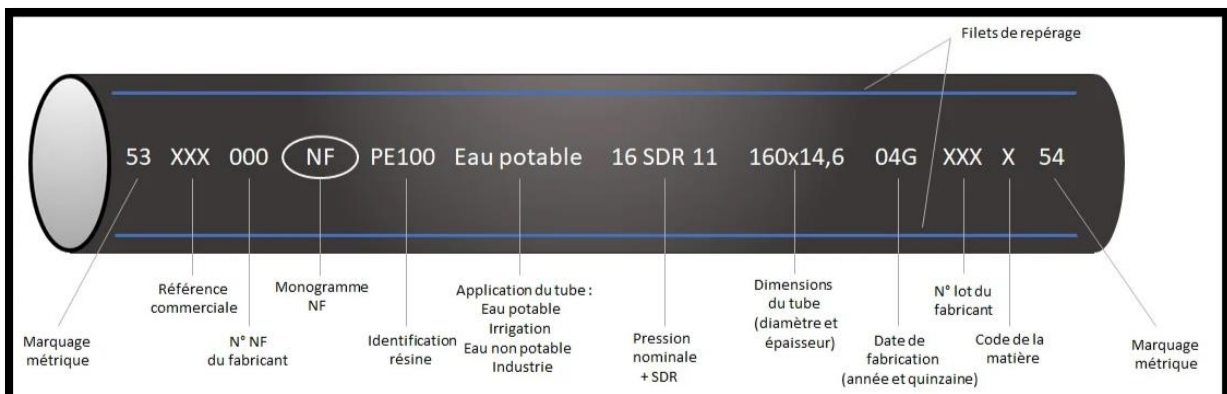 Filets de repérage
53 XXX 000 NF PE100 Eau potable 16 SDR 11 160x14,6 04G XXX X 54
Marquage
métrique
Référence
commerciale
N° NF
du fabricant
Monogramme
NF
Identification
résine
Application du tube :
Eau potable
Irrigation
Eau non potable
Industrie
Pression
nominale
+ SDR
Dimensions
du tube
(diamètre et
épaisseur)
Date de
fabrication
(année et quinzaine)
N° lot du
fabricant
Code de la
matière
Marquage
métrique